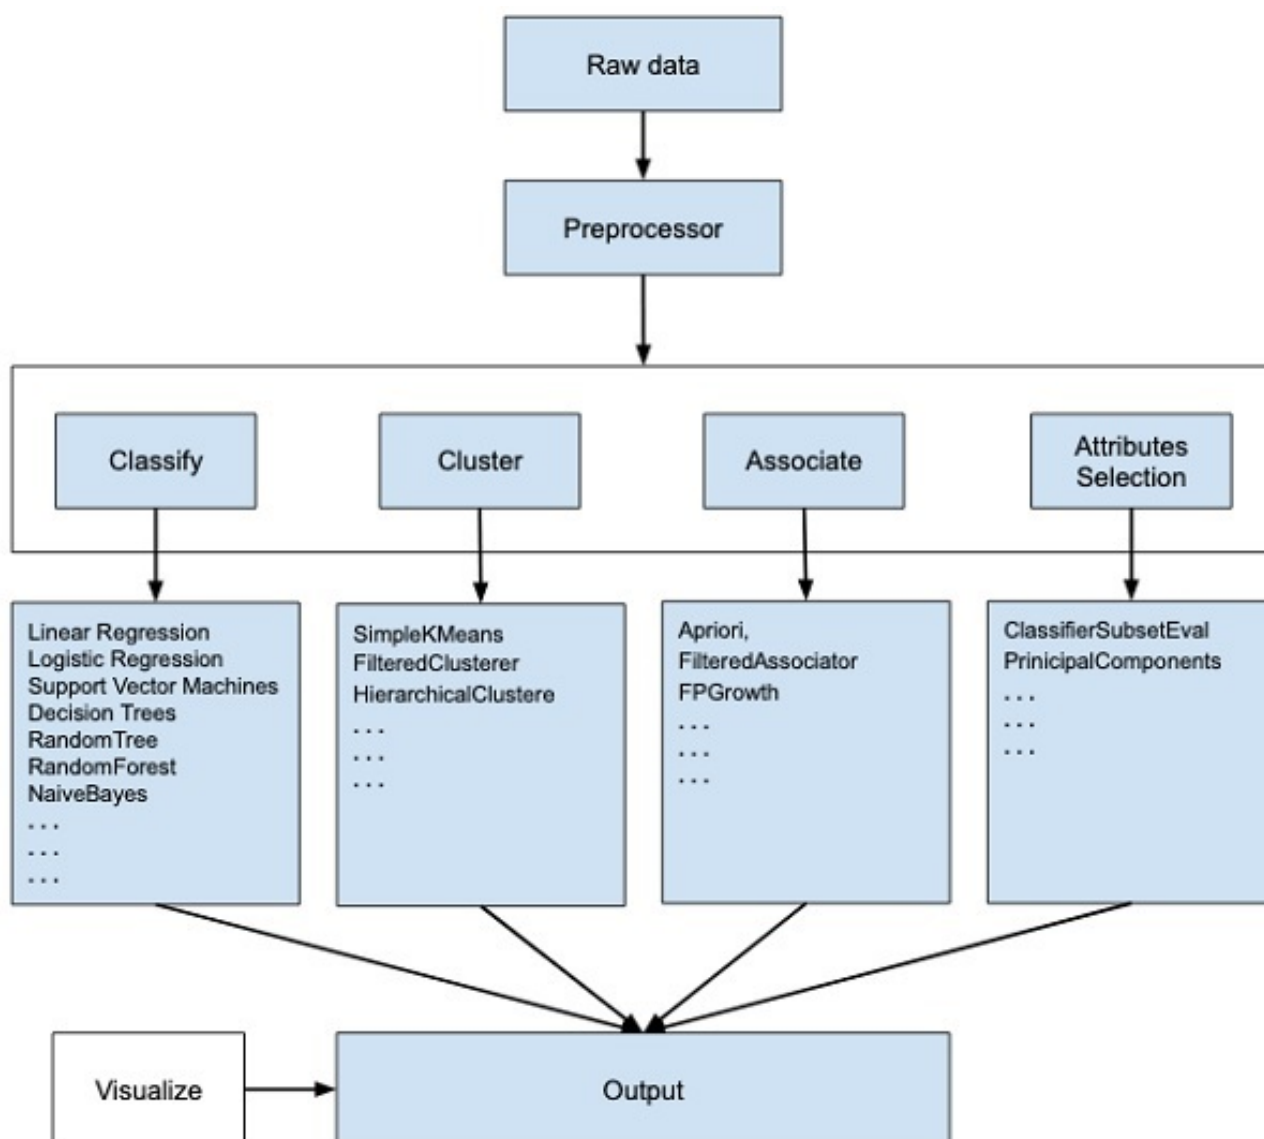 Raw data
Preprocessor
Classify
Cluster
Associate
Attributes
Selection
Linear Regression
Logistic Regression
Support Vector Machines
Decision Trees
RandomTree
RandomForest
NaiveBayes
. . .
. . .
. . .
SimpleKMeans
FilteredClusterer
HierarchicalClustere
. . .
. . .
. . .
Apriori,
FilteredAssociator
FPGrowth
. . .
. . .
. . .
ClassifierSubsetEval
PrinicipalComponents
. . .
. . .
. . .
Visualize
Output